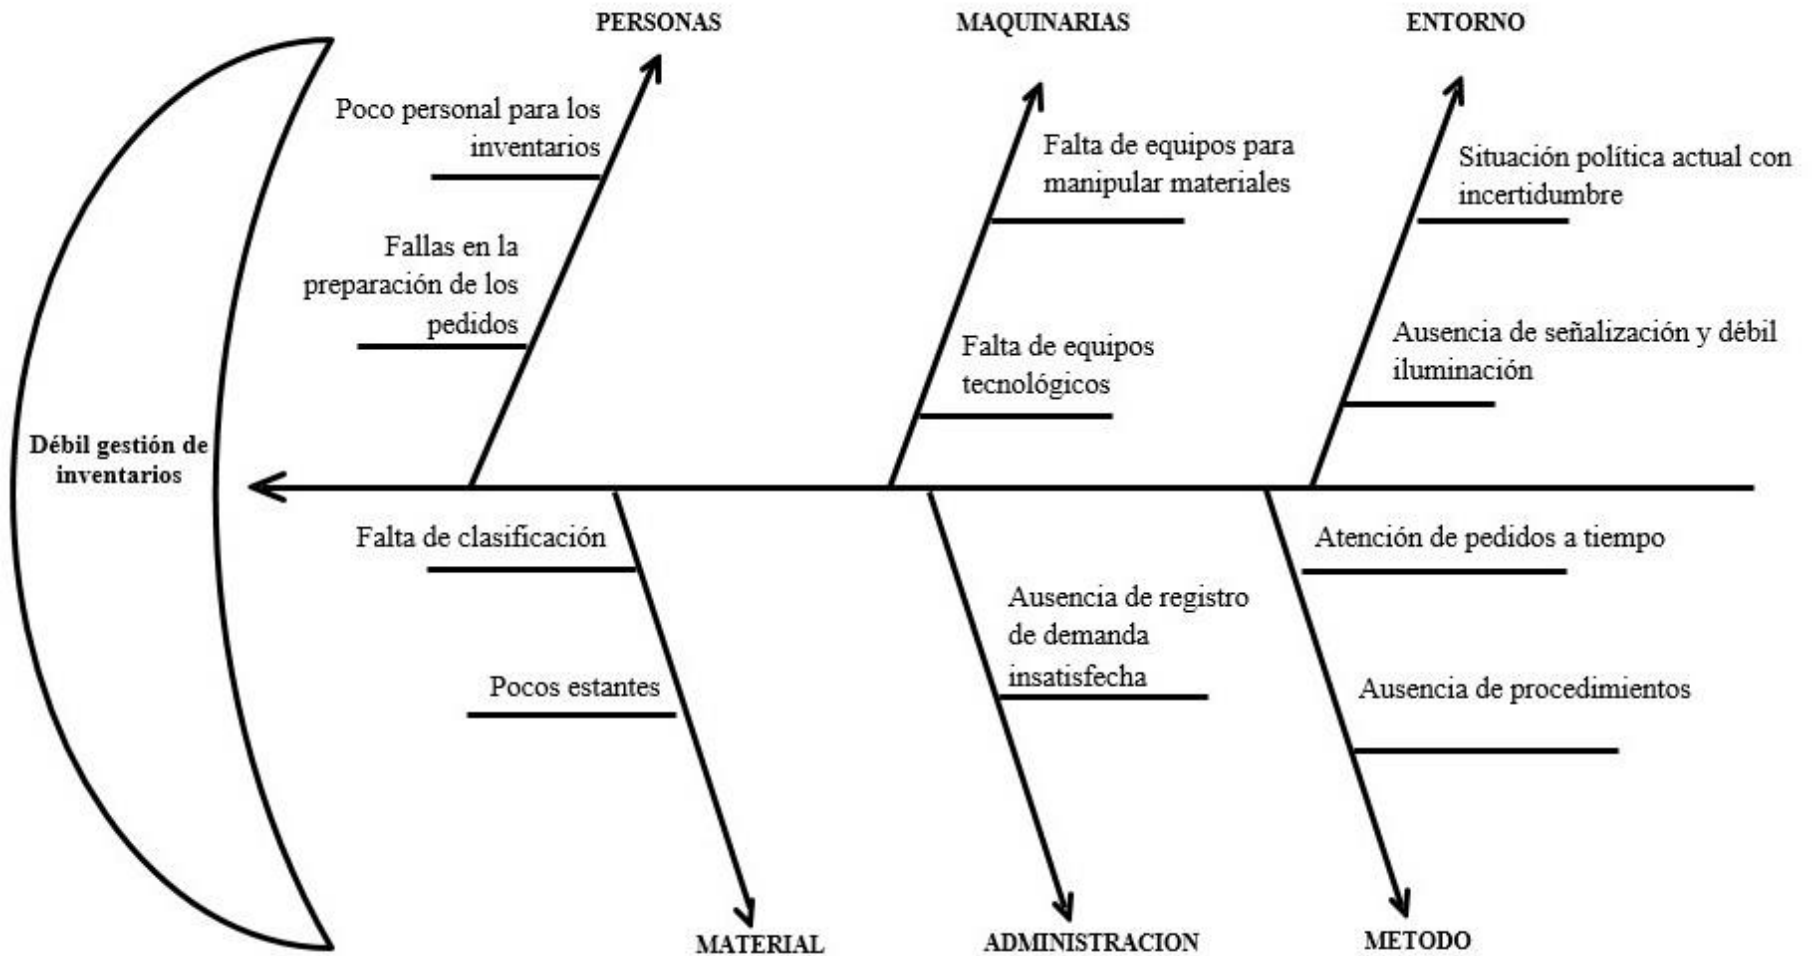 PERSONAS
MAQUINARIAS
ENTORNO
Poco personal para los
inventarios
Falta de equipos para
manipular materiales
Situación política actual con
incertidumbre
Fallas en la
preparación de los
pedidos
Falta de equipos
tecnológicos
Ausencia de señalización y débil
iluminación
Débil gestión de
inventarios
Falta de clasificación
Pocos estantes
Ausencia de registro
de demanda
insatisfecha
Atención de pedidos a tiempo
Ausencia de procedimientos
MATERIAL
ADMINISTRACION
METODO